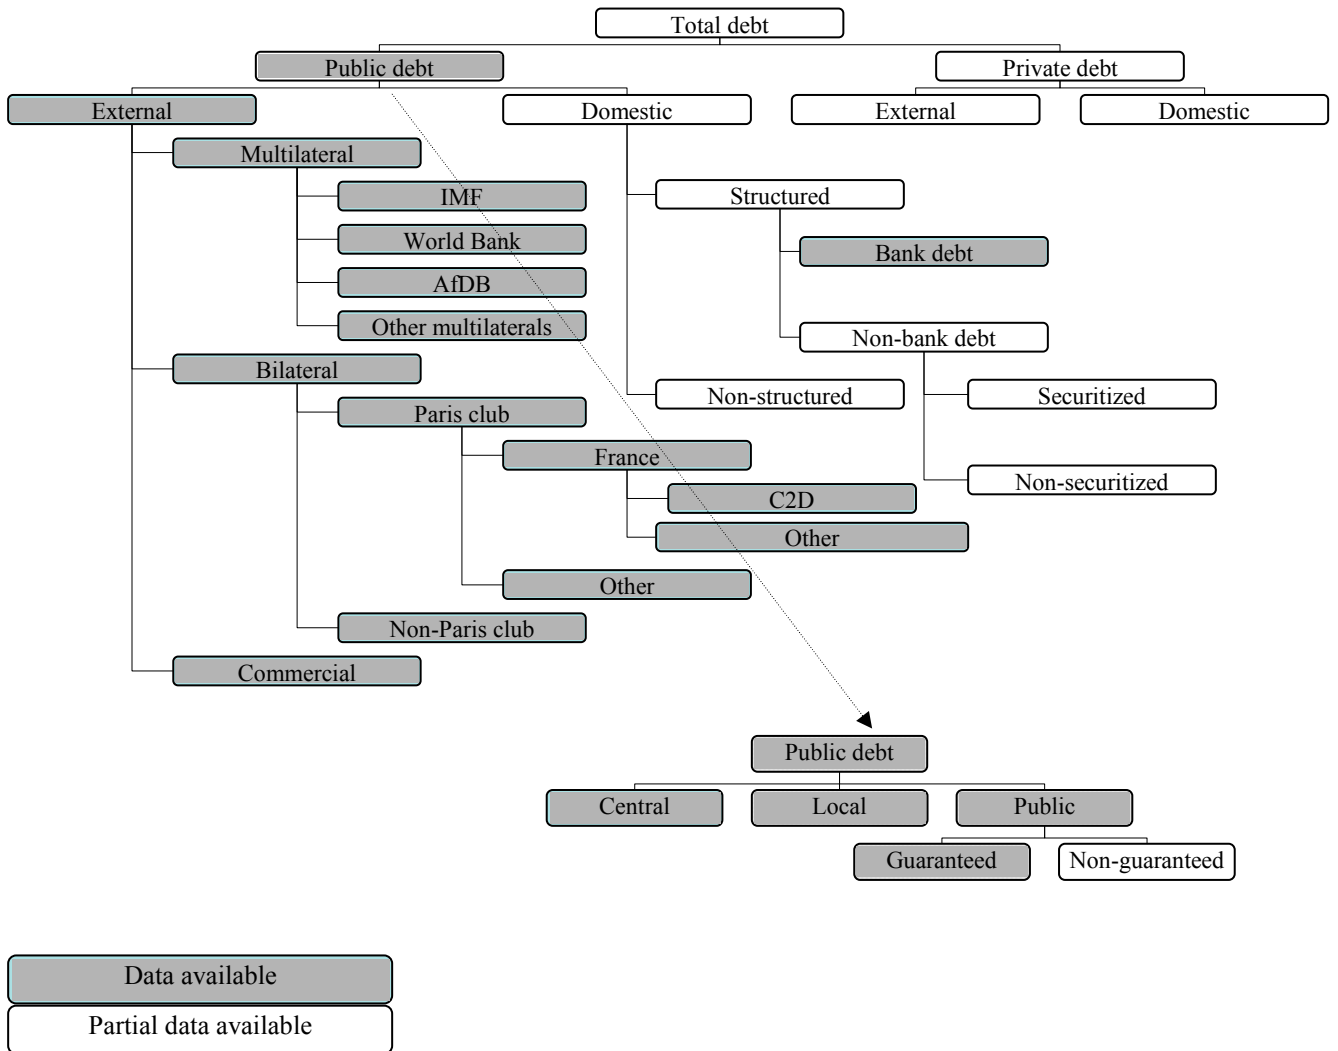 Total debt
Public debt
Private debt
External
Domestic
External
Domestic
Multilateral
IMF
Structured
World Bank
Bank debt
AfDB
Other multilaterals
Non-bank debt
Bilateral
Paris club
Non-structured
Securitized
France
Non-securitized
C2D
Other
Other
Non-Paris club
Commercial
Public debt
Central
Local
Public
Guaranteed
Non-guaranteed
Data available
Partial data available